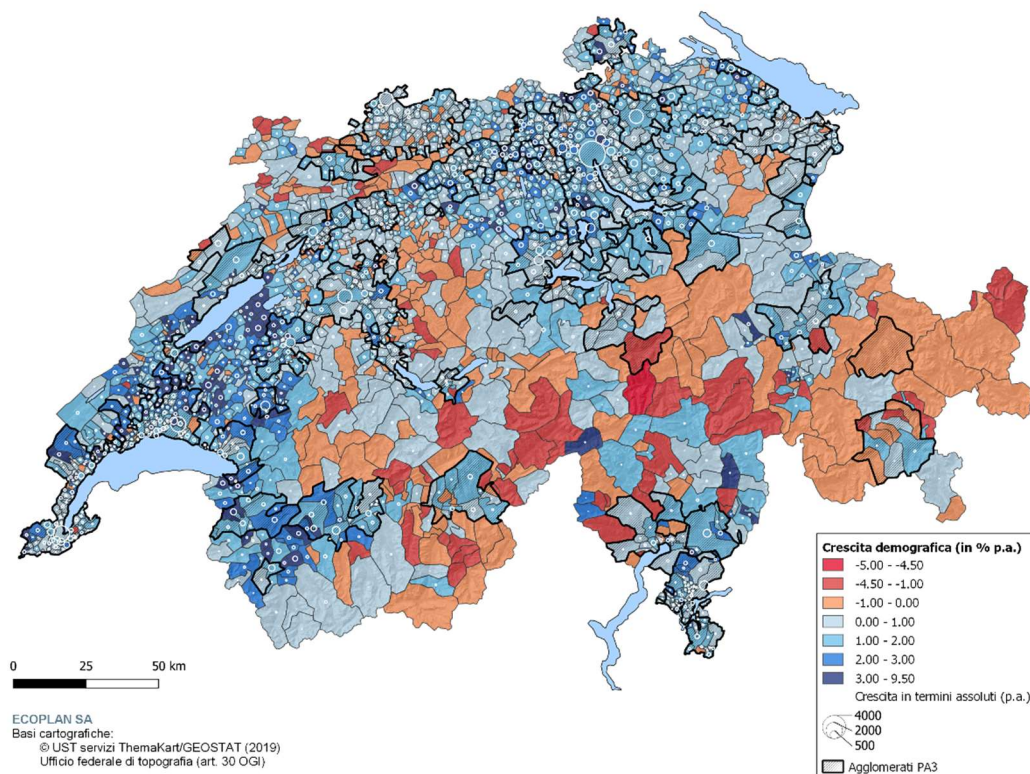 0 25 50 km
ECOPLAN SA
Basi cartografiche:
© UST servizi ThemaKart/GEOSTAT (2019)
Ufficio federale di topografia (art. 30 OGI)
Crescita demografica (in % p.a.)
-5.00 - -4.50
-4.50 - -1.00
-1.00 - 0.00
0.00 - 1.00
1.00 - 2.00
2.00 - 3.00
3.00 - 9.50
Crescita in termini assoluti (p.a.)
4000
2000
500
Agglomerati PA3